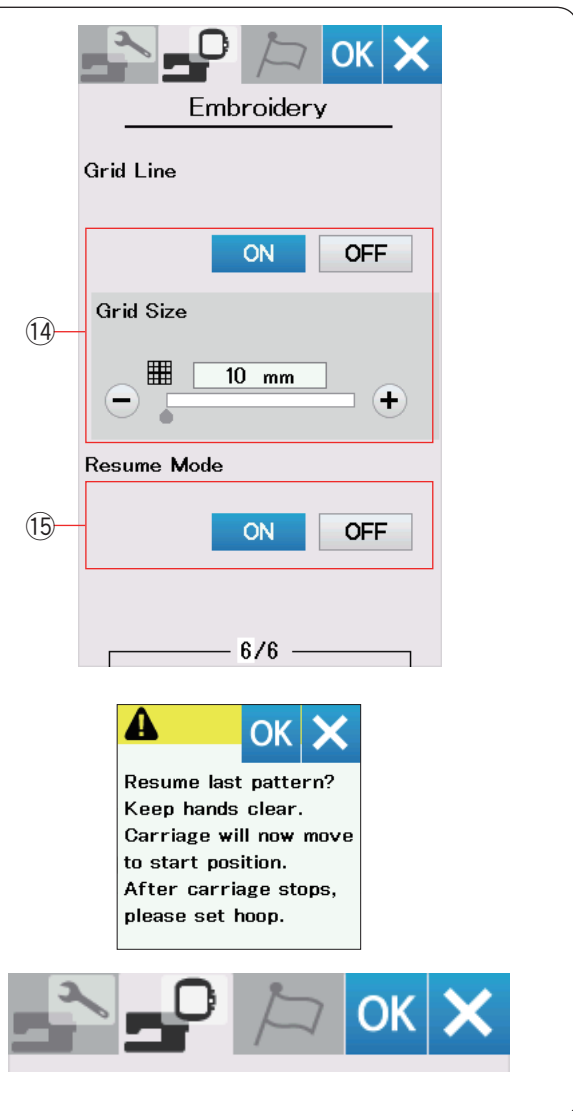 OK
Embroidery
Grid Line
ON OFF
Grid Size
⑭
10 mm
Resume Mode
⑮
ON OFF
6/6
OK
Resume last pattern?
Keep hands clear.
Carriage will now move
to start position.
After carriage stops,
please set hoop.
OK